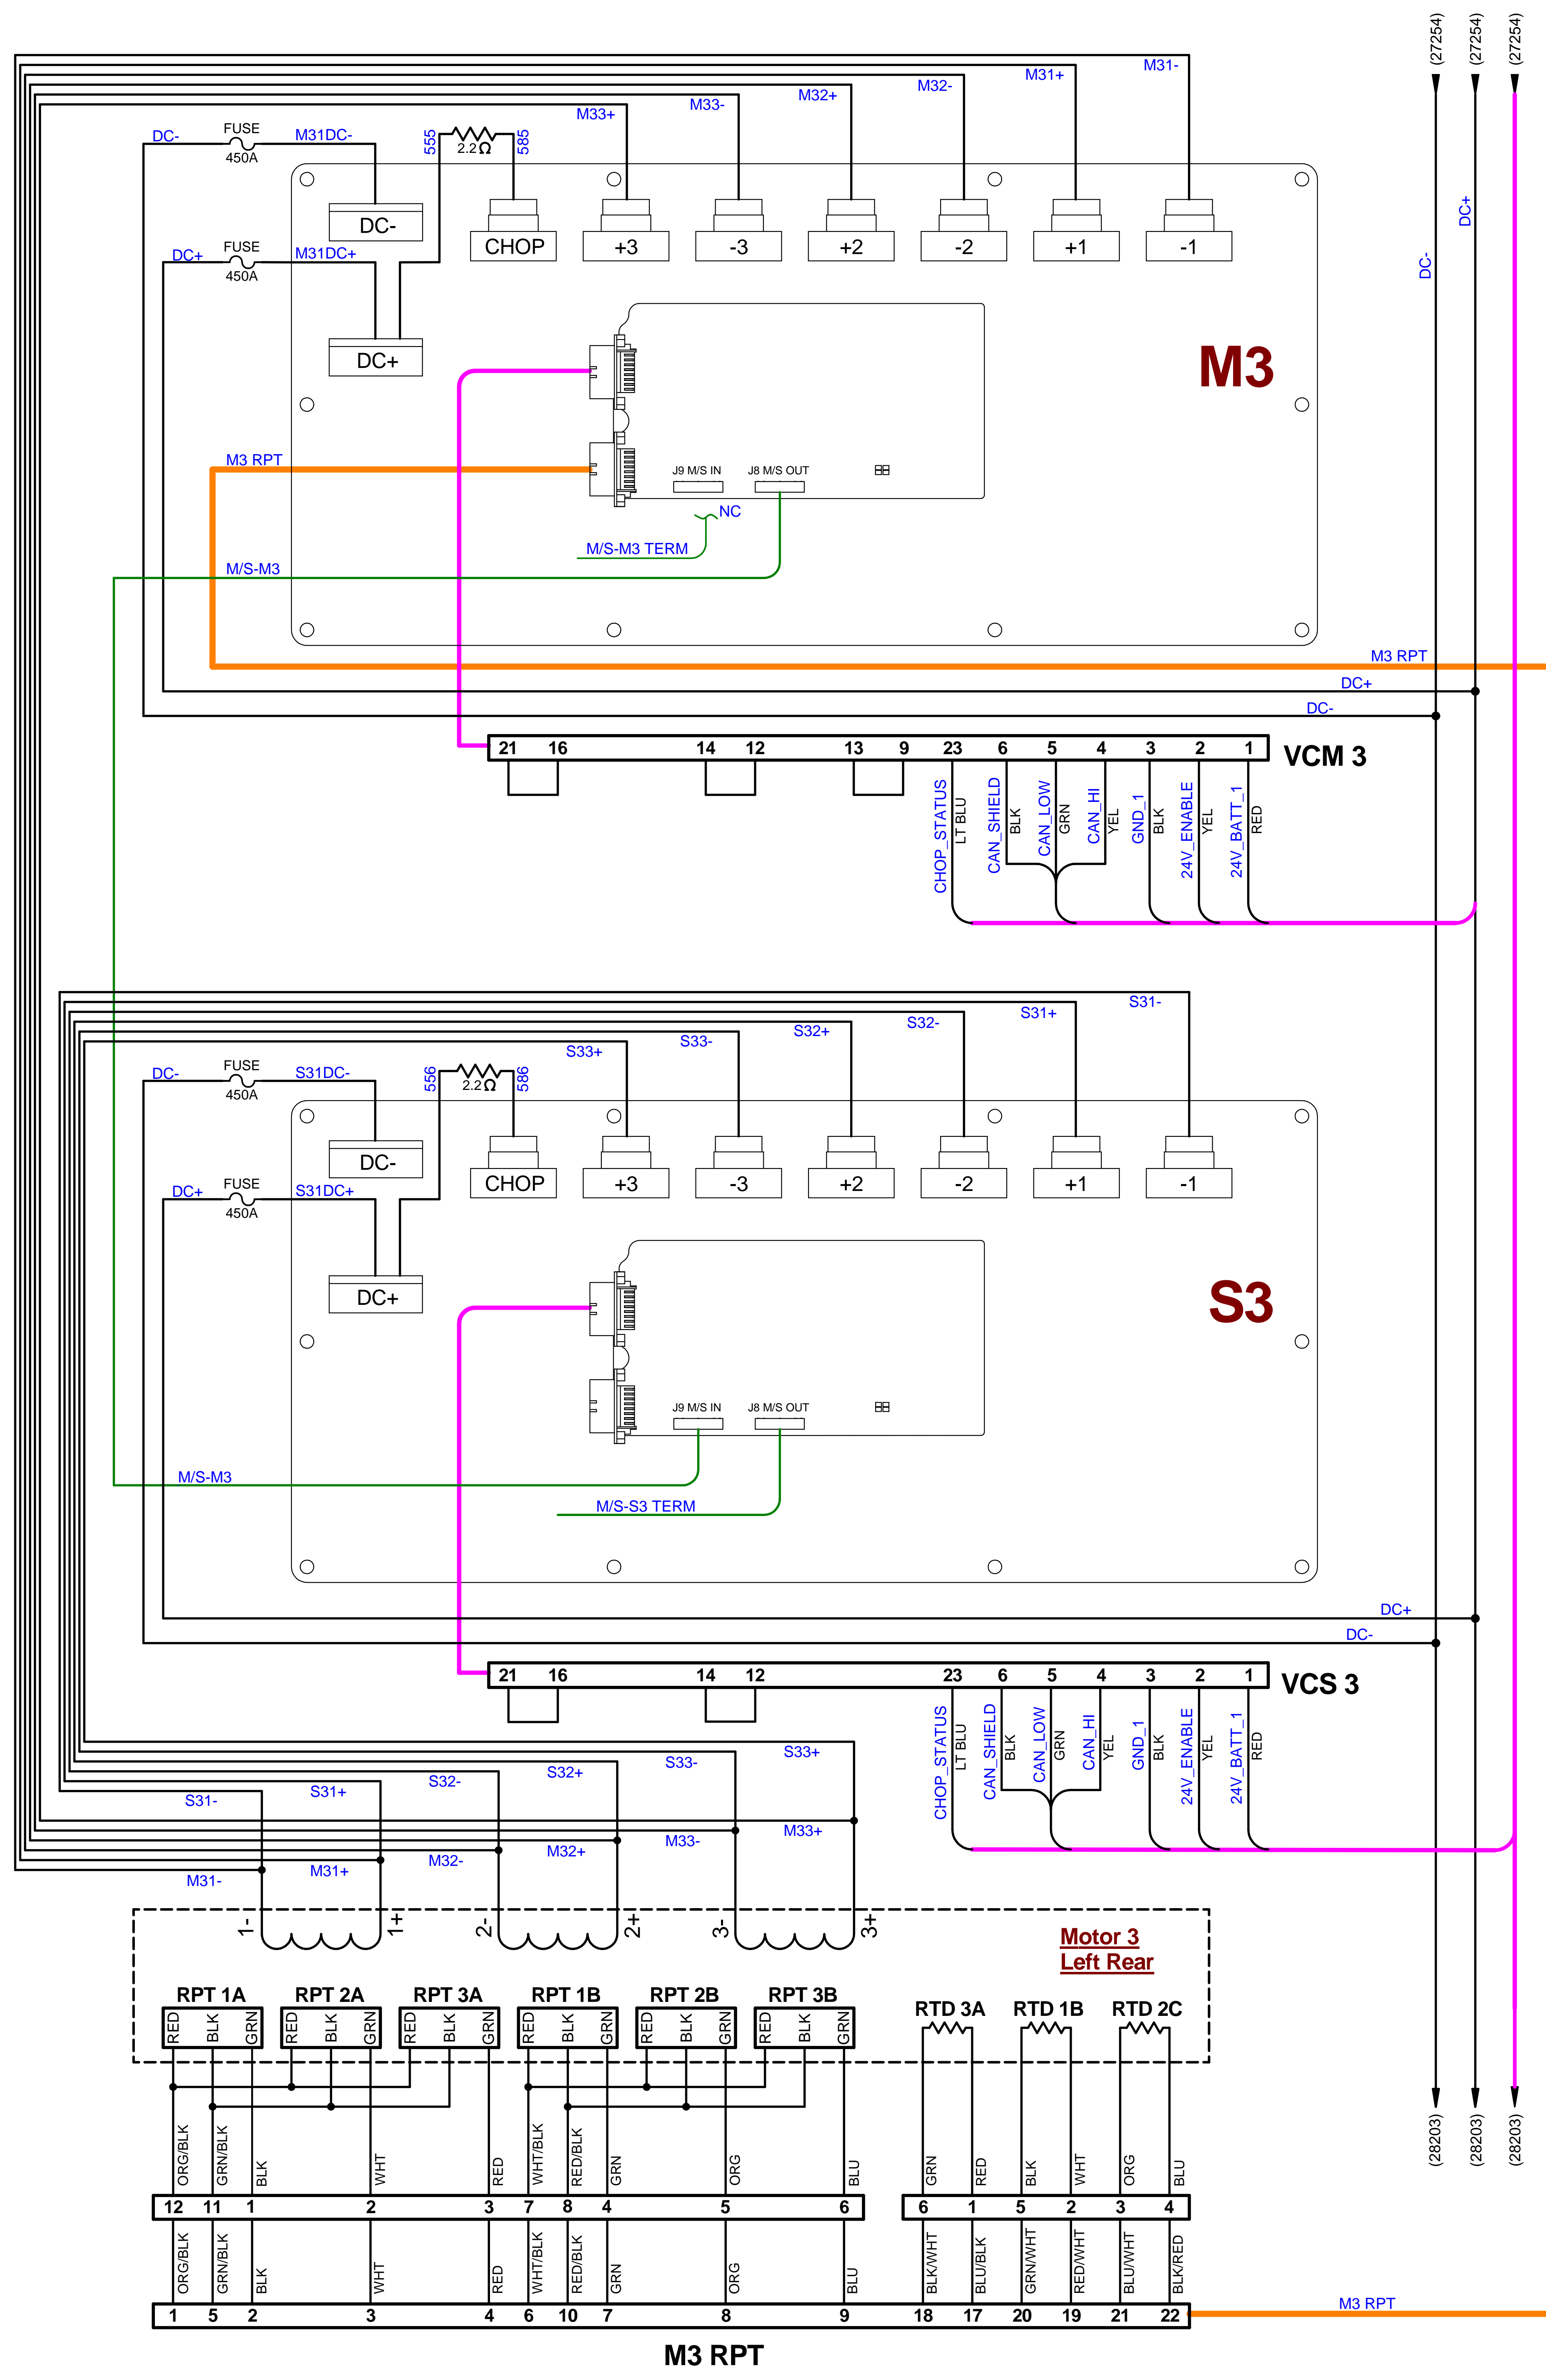 (27254) (27254) (27254)
M31-
M31+
M32-
M32+
M33-
M33+
DC- FUSE M31DC-
450A
555 2.2Ω 585
DC+
DC-
DC- CHOP +3 -3 +2 -2 +1 -1
DC+ FUSE M31DC+
450A
DC+
M3
M3 RPT
J9 M/S IN J8 M/S OUT
NC
M/S-M3 TERM
M/S-M3
M3 RPT
DC+
DC-
21 16 14 12 13 9 23 6 5 4 3 2 1
VCM 3
CHOP_STATUS LT BLU
CAN_SHIELD BLK
CAN_LOW GRN
CAN_HI YEL
GND_1 BLK
24V_ENABLE YEL
24V_BATT_1 RED
S31-
S31+
S32-
S32+
S33-
S33+
DC- FUSE S31DC-
450A
556 2.2Ω 586
DC- CHOP +3 -3 +2 -2 +1 -1
DC+ FUSE S31DC+
450A
DC+
S3
J9 M/S IN J8 M/S OUT
M/S-M3
M/S-S3 TERM
DC+
DC-
21 16 14 12 23 6 5 4 3 2 1
VCS 3
CHOP_STATUS LT BLU
CAN_SHIELD BLK
CAN_LOW GRN
CAN_HI YEL
GND_1 BLK
24V_ENABLE YEL
24V_BATT_1 RED
S33+
S33-
S32+
S32-
S31+
S31-
M33+
M33-
M32+
M32-
M31+
M31-
1- 1+ 2- 2+ 3- 3+
Motor 3
Left Rear
RPT 1A RPT 2A RPT 3A RPT 1B RPT 2B RPT 3B
RTD 3A RTD 1B RTD 2C
RED BLK GRN RED BLK GRN RED BLK GRN RED BLK GRN RED BLK GRN RED BLK GRN
(28203) (28203) (28203)
ORG/BLK GRN/BLK BLK WHT RED WHT/BLK RED/BLK GRN ORG BLU GRN RED BLK WHT ORG BLU
12 11 1 2 3 7 8 4 5 6 6 1 5 2 3 4
ORG/BLK GRN/BLK BLK WHT RED WHT/BLK RED/BLK GRN ORG BLU BLK/WHT BLU/BLK GRN/WHT RED/WHT BLU/WHT BLK/RED
1 5 2 3 4 6 10 7 8 9 18 17 20 19 21 22
M3 RPT
M3 RPT